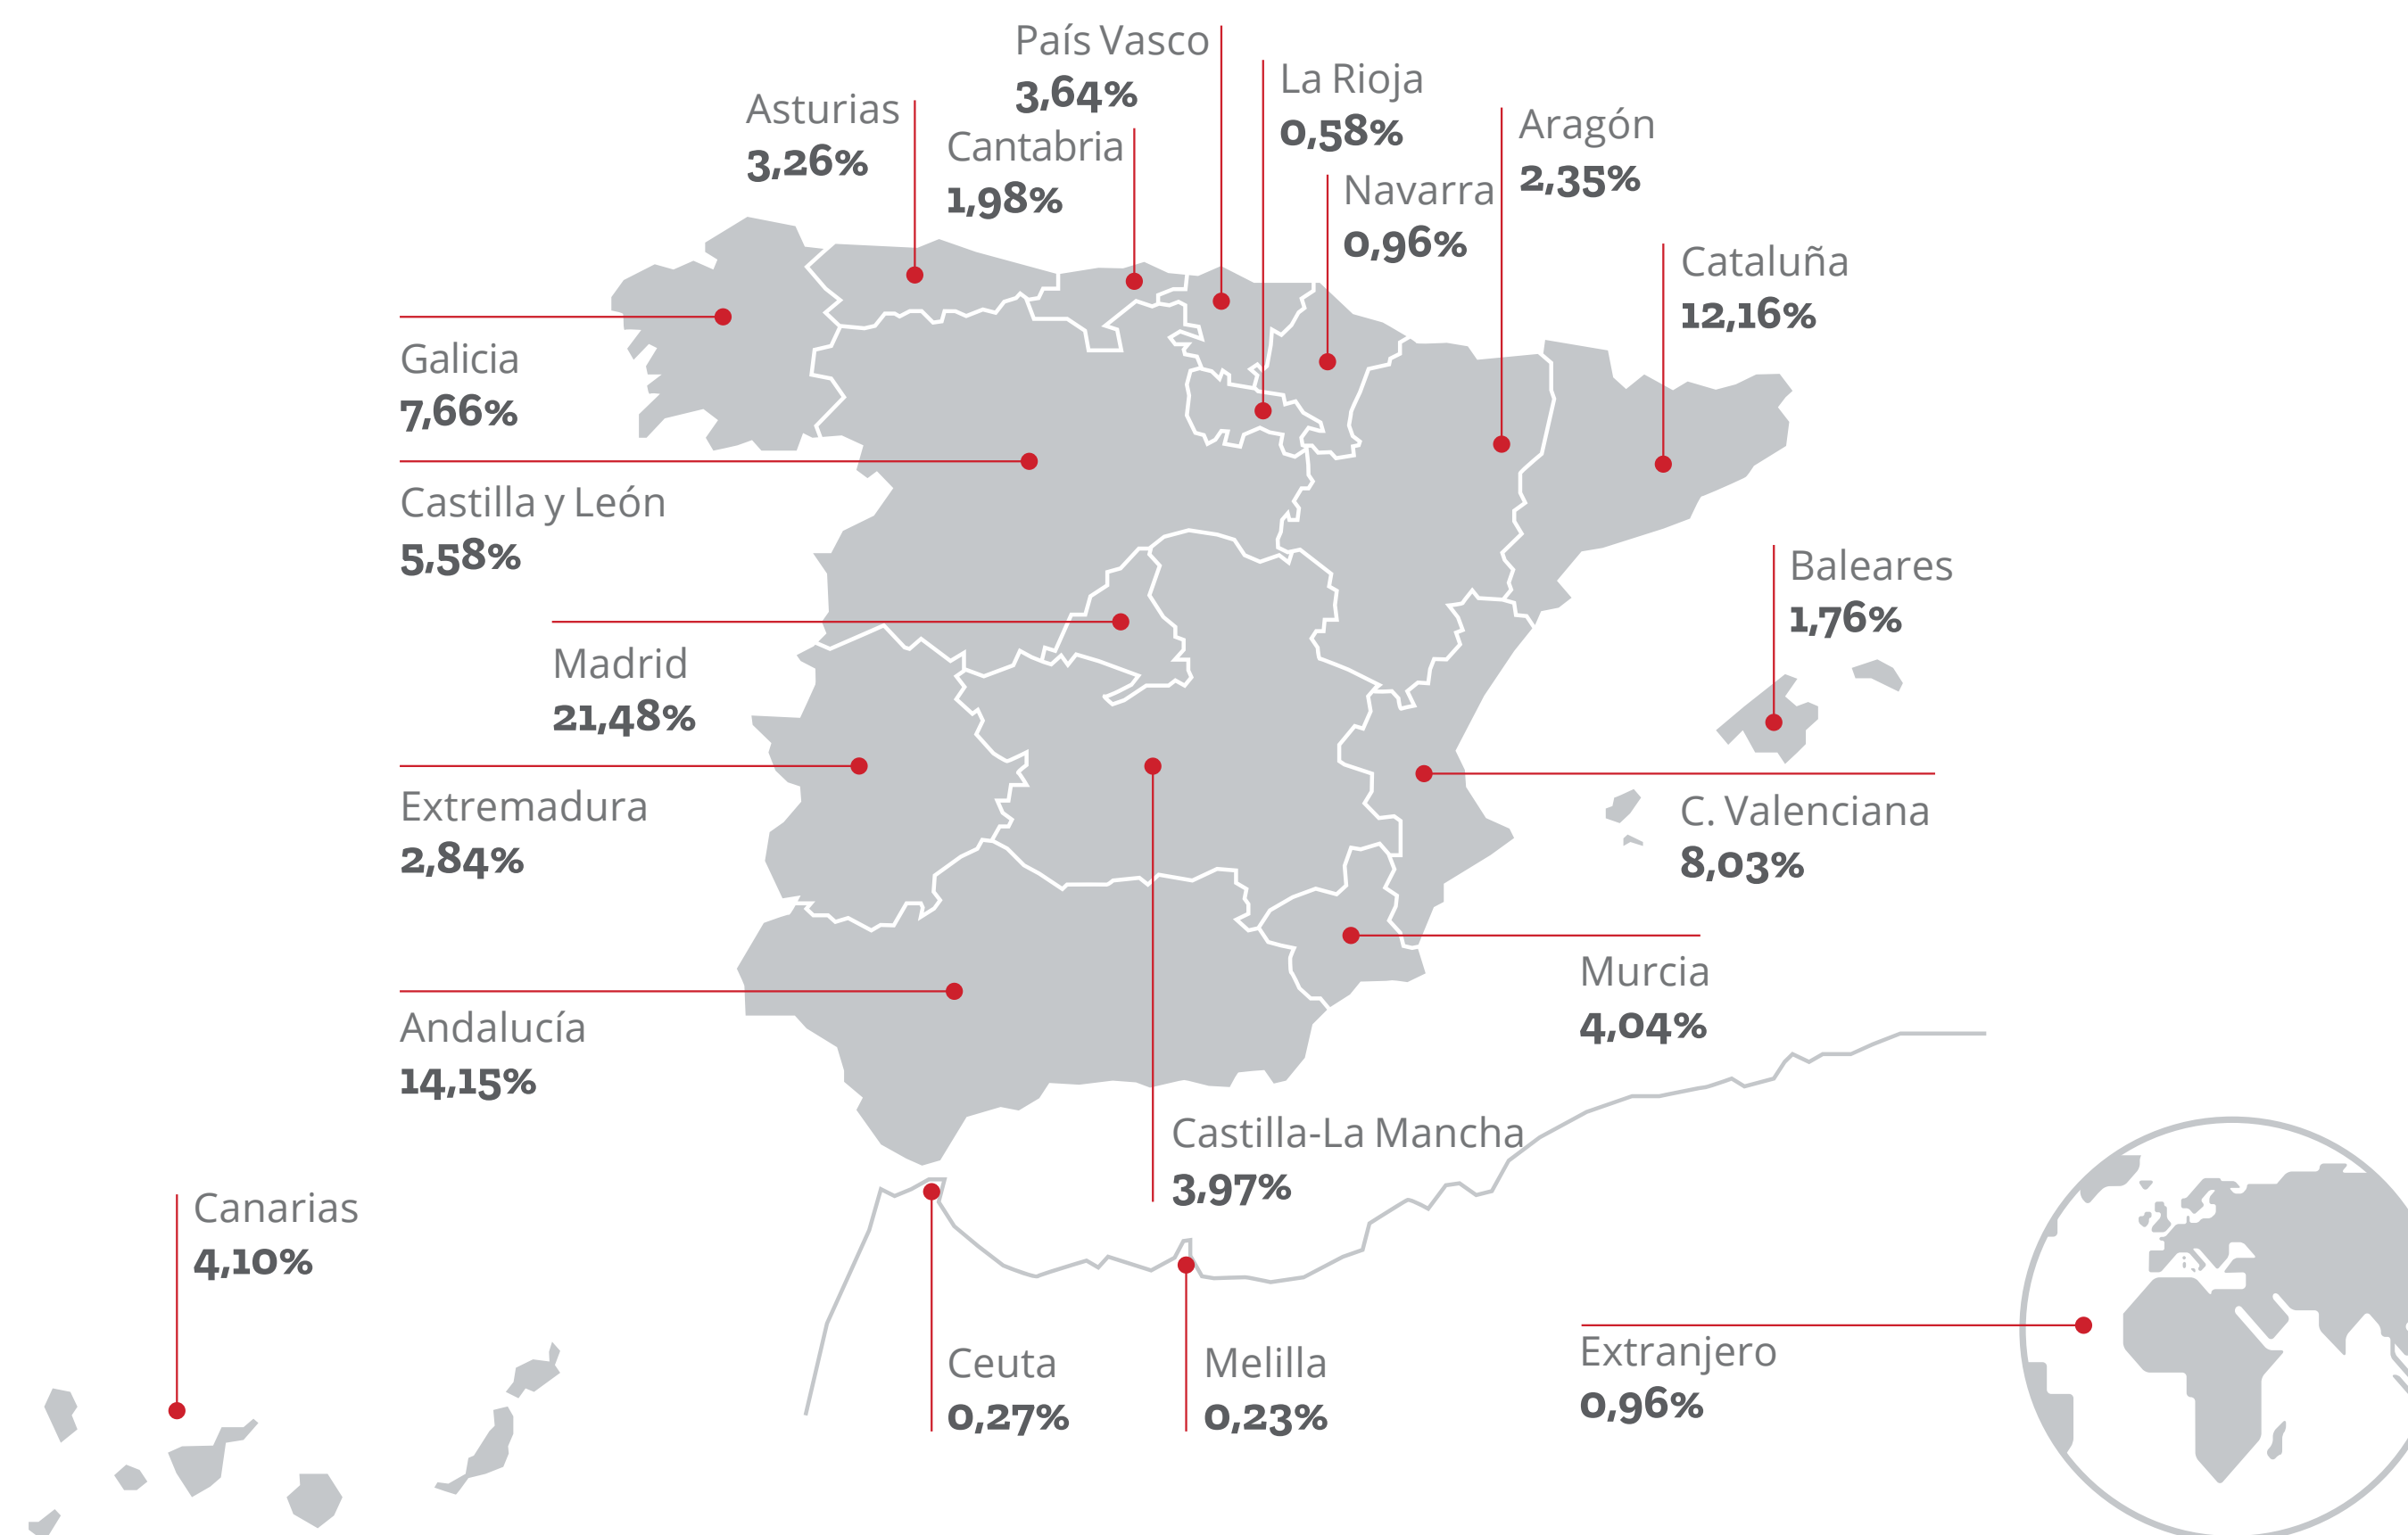 País Vasco
3,64%
La Rioja
0,58%
Asturias
3,26%
Cantabria
1,98%
Aragón
2,35%
Navarra
0,96%
Cataluña
12,16%
Galicia
7,66%
Castilla y León
5,58%
Baleares
1,76%
Madrid
21,48%
Extremadura
2,84%
C. Valenciana
8,03%
Murcia
4,04%
Andalucía
14,15%
Castilla-La Mancha
3,97%
Canarias
4,10%
Ceuta
0,27%
Melilla
0,23%
Extranjero
0,96%